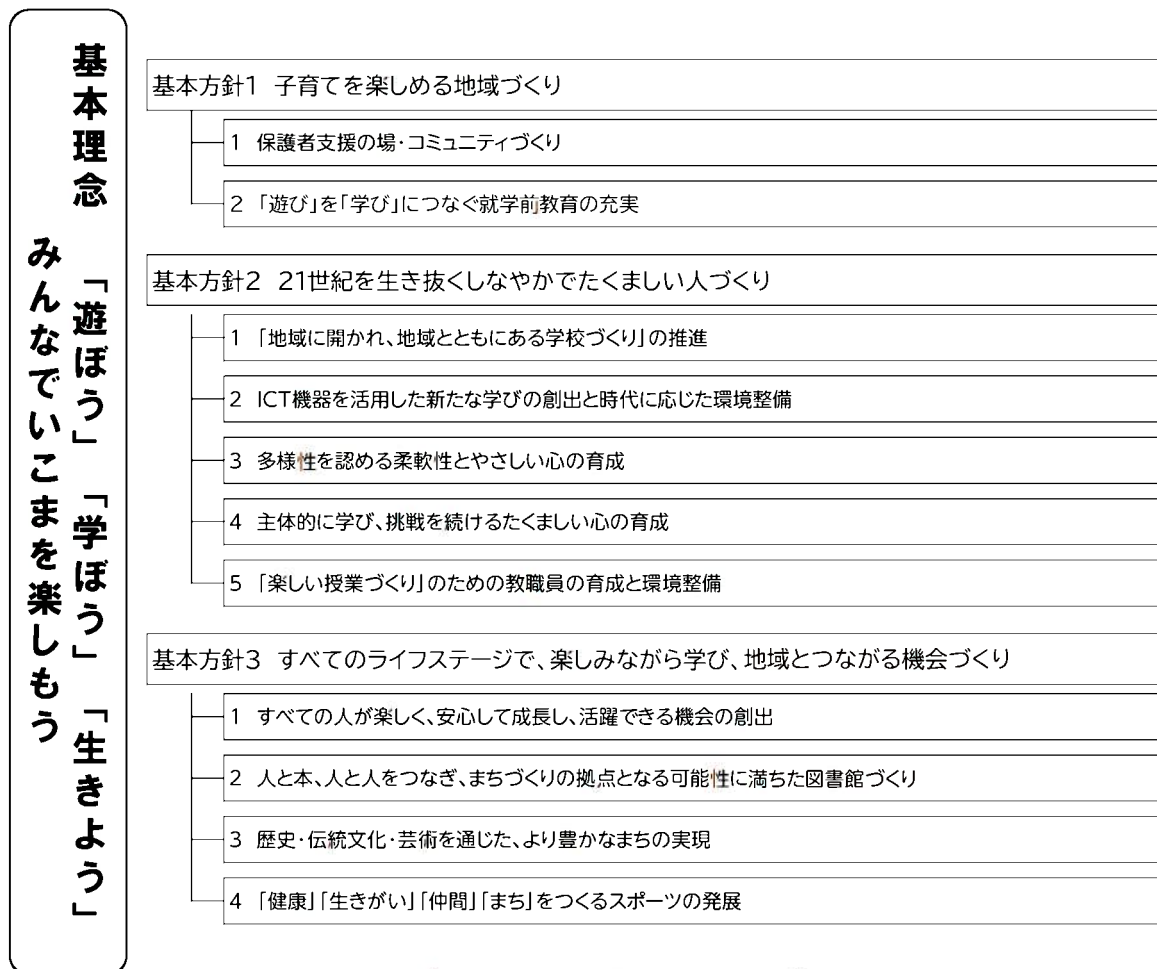 基本理念 「遊ぼう」 「学ぼう」 「生きよう」
みんなでいこまを楽しもう
基本方針1 子育てを楽しめる地域づくり
1 保護者支援の場・コミュニティづくり
2 「遊び」を「学び」につなぐ就学前教育の充実
基本方針2 21世紀を生き抜くしなやかでたくましい人づくり
1 「地域に開かれ、地域とともにある学校づくり」の推進
2 ICT機器を活用した新たな学びの創出と時代に応じた環境整備
3 多様性を認める柔軟性とやさしい心の育成
4 主体的に学び、挑戦を続けるたくましい心の育成
5 「楽しい授業づくり」のための教職員の育成と環境整備
基本方針3 すべてのライフステージで、楽しみながら学び、地域とつながる機会づくり
1 すべての人が楽しく、安心して成長し、活躍できる機会の創出
2 人と本、人と人をつなぎ、まちづくりの拠点となる可能性に満ちた図書館づくり
3 歴史・伝統文化・芸術を通じた、より豊かなまちの実現
4 「健康」「生きがい」「仲間」「まち」をつくるスポーツの発展